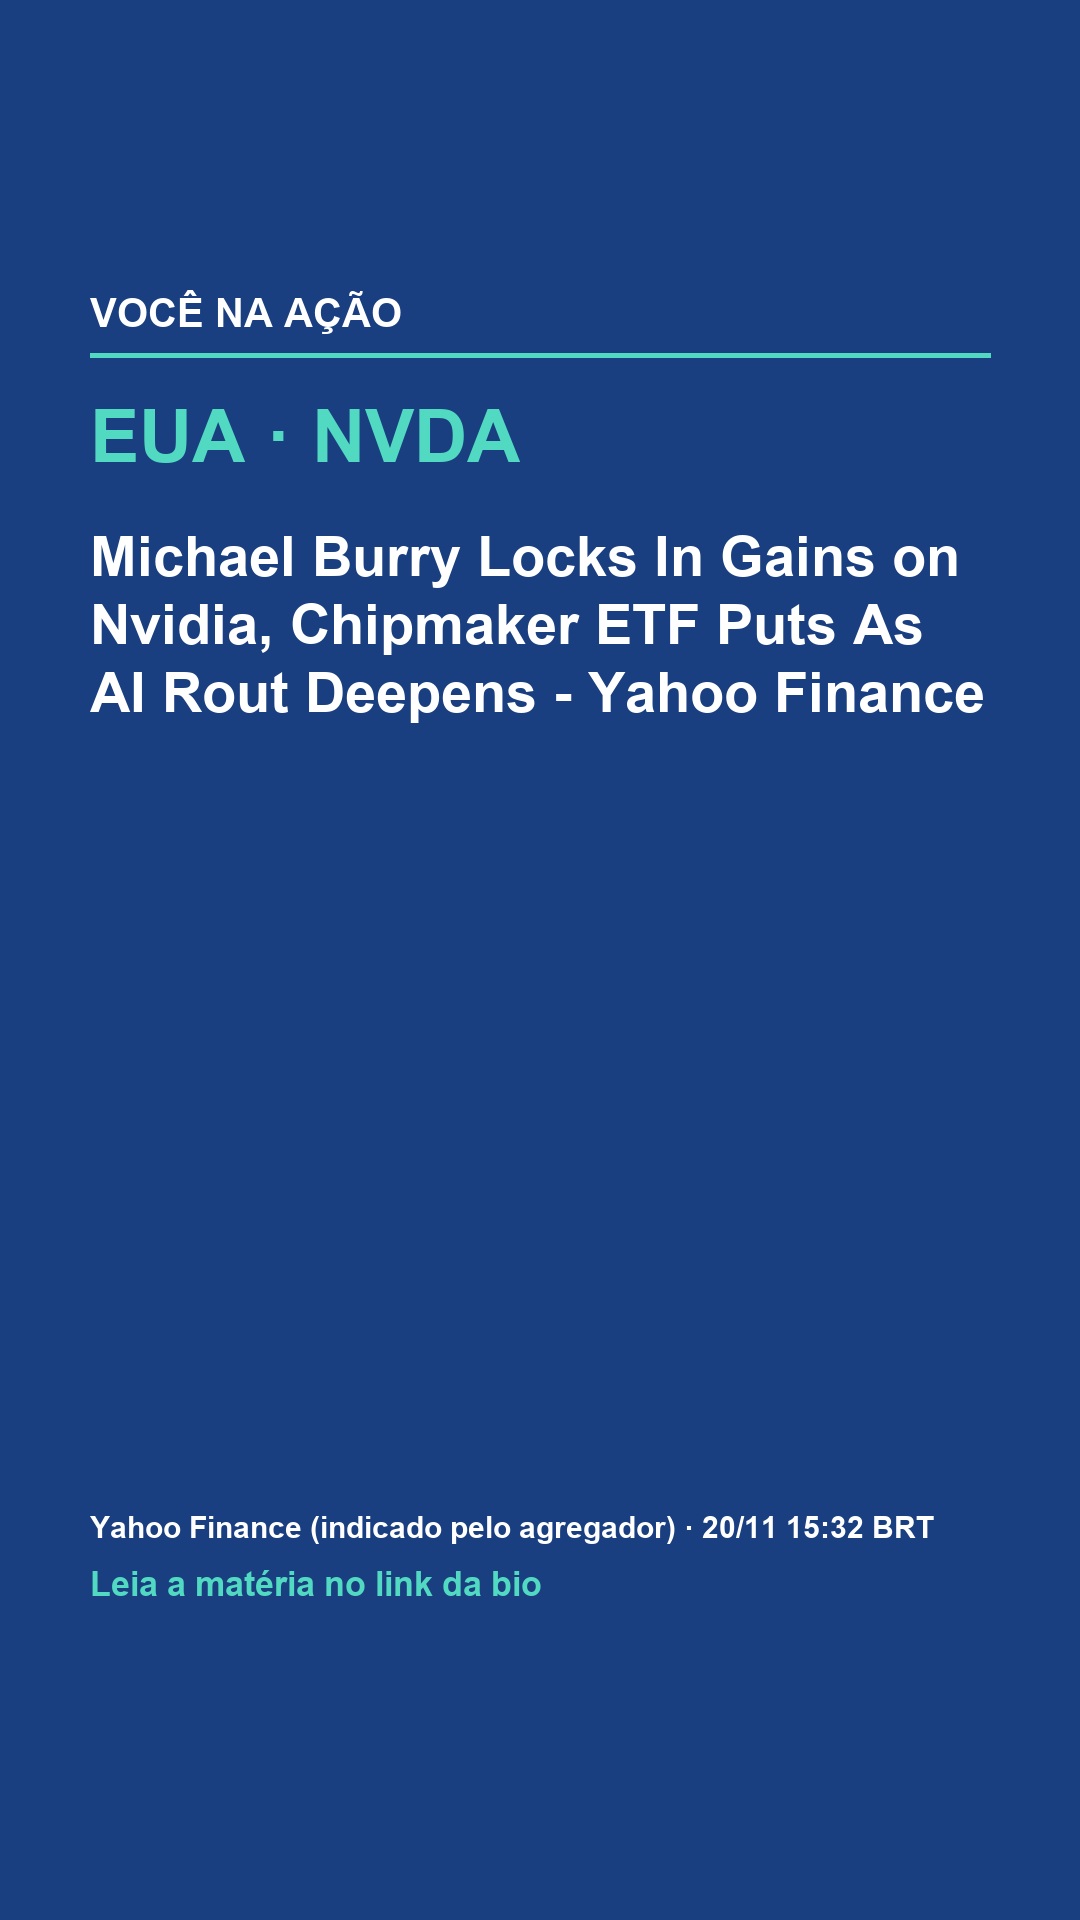 VOCÊ NA AÇÃO
EUA · NVDA
Michael Burry Locks In Gains on
Nvidia, Chipmaker ETF Puts As
AI Rout Deepens - Yahoo Finance
Yahoo Finance (indicado pelo agregador) · 20/11 15:32 BRT
Leia a matéria no link da bio